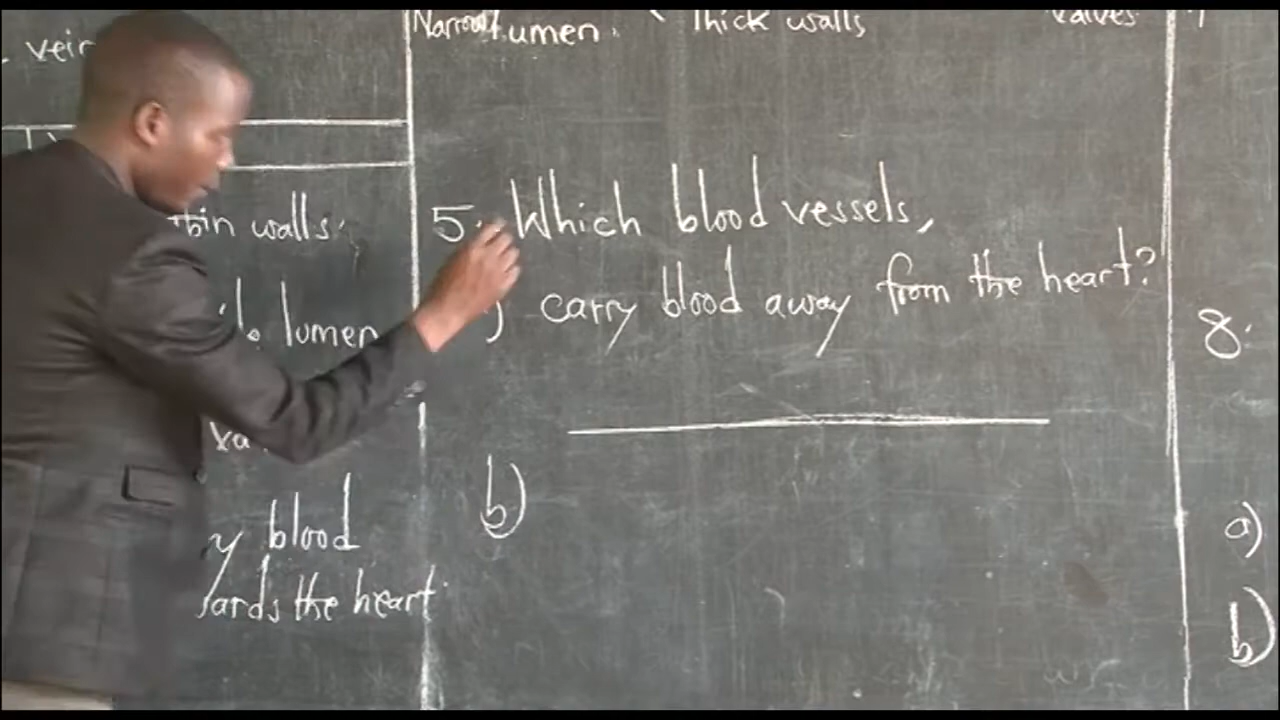 vein
thin walls.
lumen
y blood
wards the heart
Narrow lumen.
Thick walls
valves.
5. Which blood vessels,
) carry blood away from the heart?
b)
8.
a)
b)